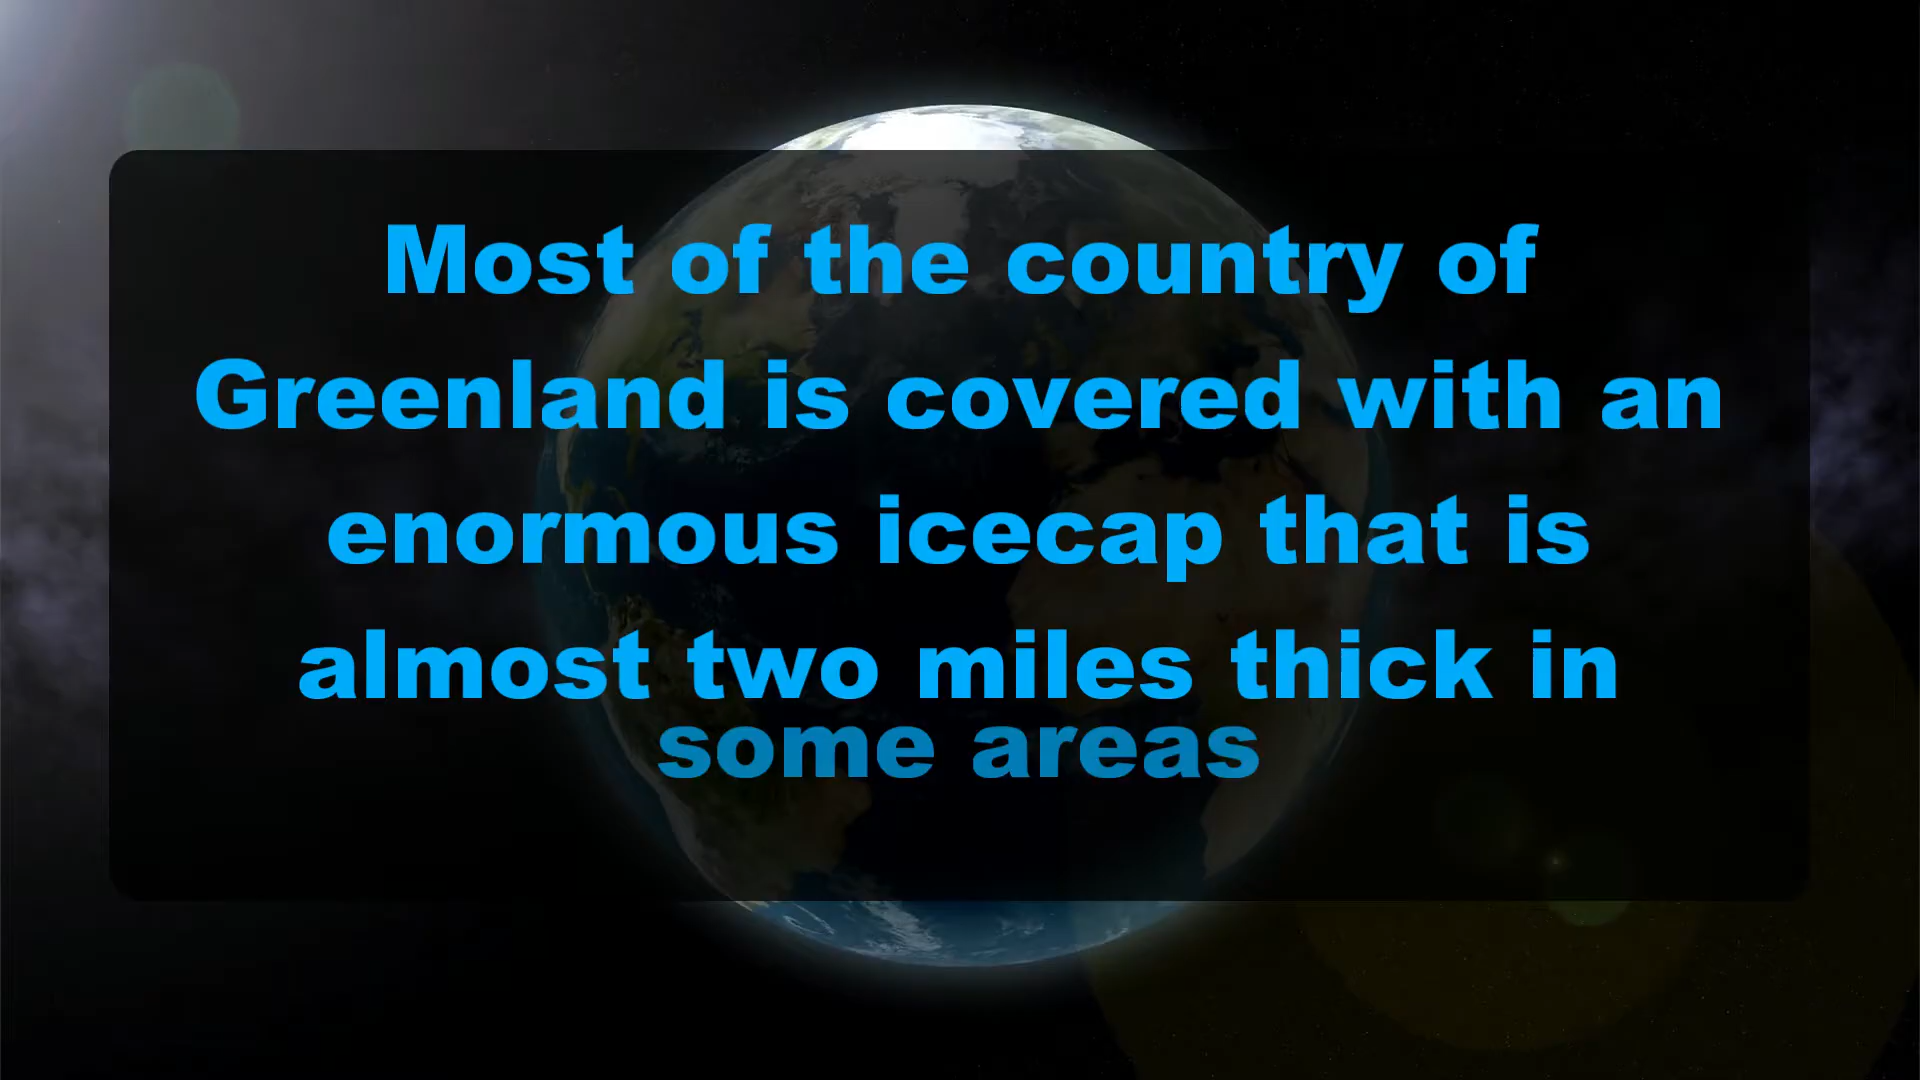 Most of the country of
Greenland is covered with an
enormous icecap that is
almost two miles thick in
some areas